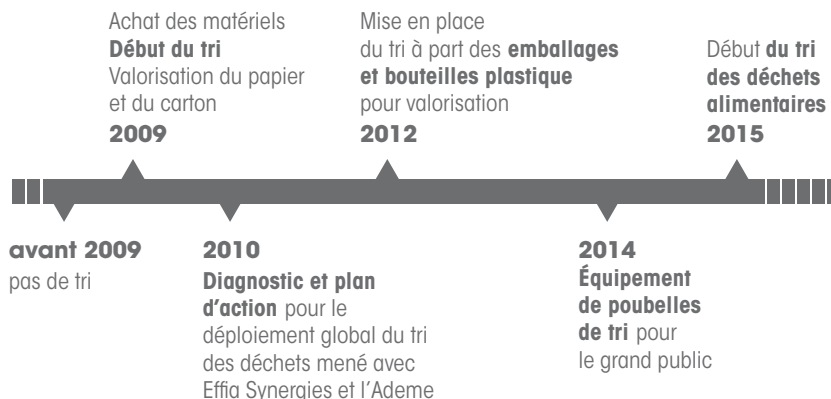 Achat des matériels
Début du tri
Valorisation du papier
et du carton
2009
Mise en place
du tri à part des emballages
et bouteilles plastique
pour valorisation
2012
Début du tri
des déchets
alimentaires
2015
avant 2009
pas de tri
2010
Diagnostic et plan
d'action pour le
déploiement global du tri
des déchets mené avec
Effia Synergies et l'Ademe
2014
Équipement
de poubelles
de tri pour
le grand public